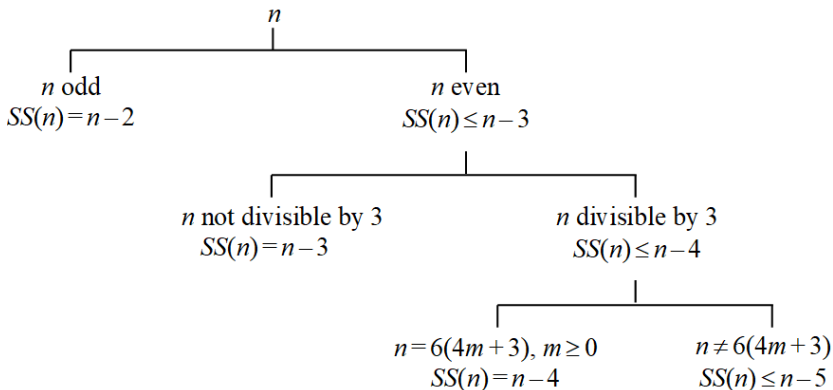 n
n odd
SS(n)=n−2
n even
SS(n)≤n−3
n not divisible by 3
SS(n)=n−3
n divisible by 3
SS(n)≤n−4
n=6(4m+3), m≥0
SS(n)=n−4
n≠6(4m+3)
SS(n)≤n−5